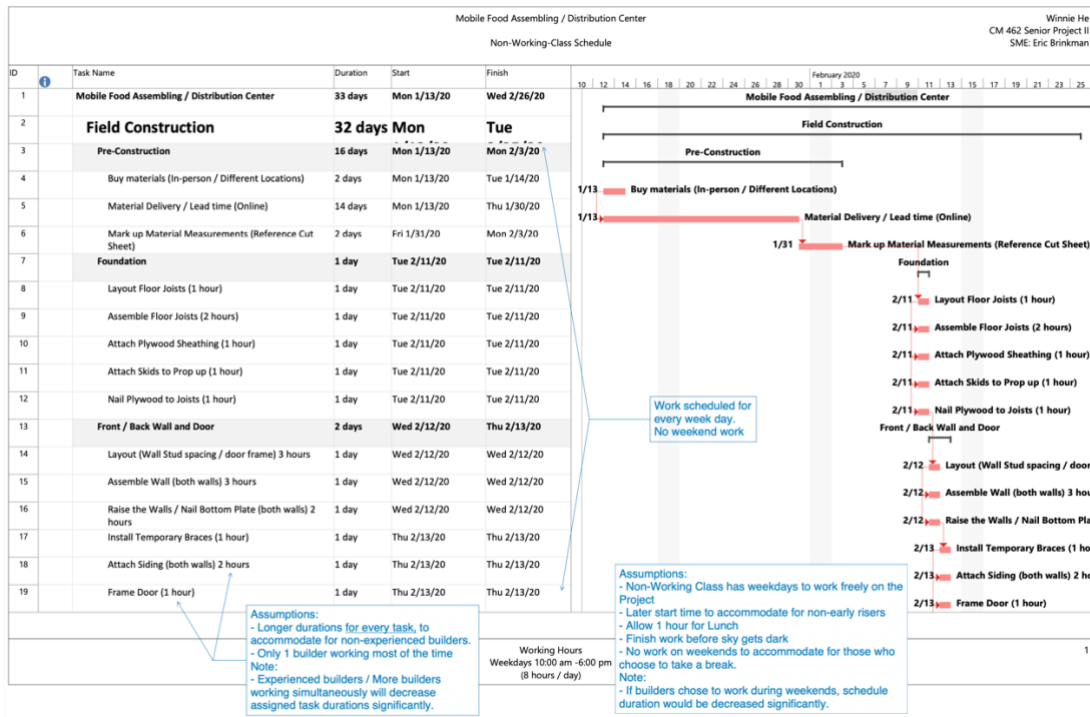 Mobile Food Assembling / Distribution Center
Non-Working-Class Schedule
Winnie He
CM 462 Senior Project II
SME: Eric Brinkman
ID Task Name Duration Start Finish
February 2020
10 12 14 16 18 20 22 24 26 28 30 1 3 5 7 9 11 13 15 17 19 21 23 25
1 Mobile Food Assembling / Distribution Center 33 days Mon 1/13/20 Wed 2/26/20
Mobile Food Assembling / Distribution Center
2 Field Construction 32 days Mon Tue
Field Construction
3 Pre-Construction 16 days Mon 1/13/20 Mon 2/3/20
Pre-Construction
4 Buy materials (In-person / Different Locations) 2 days Mon 1/13/20 Tue 1/14/20
1/13 Buy materials (In-person / Different Locations)
5 Material Delivery / Lead time (Online) 14 days Mon 1/13/20 Thu 1/30/20
1/13 Material Delivery / Lead time (Online)
6 Mark up Material Measurements (Reference Cut
Sheet) 2 days Fri 1/31/20 Mon 2/3/20
1/31 Mark up Material Measurements (Reference Cut Sheet)
7 Foundation 1 day Tue 2/11/20 Tue 2/11/20
Foundation
8 Layout Floor Joists (1 hour) 1 day Tue 2/11/20 Tue 2/11/20
2/11 Layout Floor Joists (1 hour)
9 Assemble Floor Joists (2 hours) 1 day Tue 2/11/20 Tue 2/11/20
2/11 Assemble Floor Joists (2 hours)
10 Attach Plywood Sheathing (1 hour) 1 day Tue 2/11/20 Tue 2/11/20
2/11 Attach Plywood Sheathing (1 hour)
11 Attach Skids to Prop up (1 hour) 1 day Tue 2/11/20 Tue 2/11/20
2/11 Attach Skids to Prop up (1 hour)
12 Nail Plywood to Joists (1 hour) 1 day Tue 2/11/20 Tue 2/11/20
2/11 Nail Plywood to Joists (1 hour)
13 Front / Back Wall and Door 2 days Wed 2/12/20 Thu 2/13/20
Front / Back Wall and Door
14 Layout (Wall Stud spacing / door frame) 3 hours 1 day Wed 2/12/20 Wed 2/12/20
2/12 Layout (Wall Stud spacing / door
15 Assemble Wall (both walls) 3 hours 1 day Wed 2/12/20 Wed 2/12/20
2/12 Assemble Wall (both walls) 3 hou
16 Raise the Walls / Nail Bottom Plate (both walls) 2
hours 1 day Wed 2/12/20 Wed 2/12/20
2/12 Raise the Walls / Nail Bottom Pla
17 Install Temporary Braces (1 hour) 1 day Thu 2/13/20 Thu 2/13/20
2/13 Install Temporary Braces (1 ho
18 Attach Siding (both walls) 2 hours 1 day Thu 2/13/20 Thu 2/13/20
2/13 Attach Siding (both walls) 2 h
19 Frame Door (1 hour) 1 day Thu 2/13/20 Thu 2/13/20
2/13 Frame Door (1 hour)
Work scheduled for
every week day.
No weekend work
Assumptions:
- Longer durations for every task, to
accommodate for non-experienced builders.
- Only 1 builder working most of the time
Note:
- Experienced builders / More builders
working simultaneously will decrease
assigned task durations significantly.
Assumptions:
- Non-Working Class has weekdays to work freely on the
Project
- Later start time to accommodate for non-early risers
- Allow 1 hour for Lunch
- Finish work before sky gets dark
- No work on weekends to accommodate for those who
choose to take a break.
Note:
- If builders chose to work during weekends, schedule
duration would be decreased significantly.
Working Hours
Weekdays 10:00 am -6:00 pm
(8 hours / day)
1